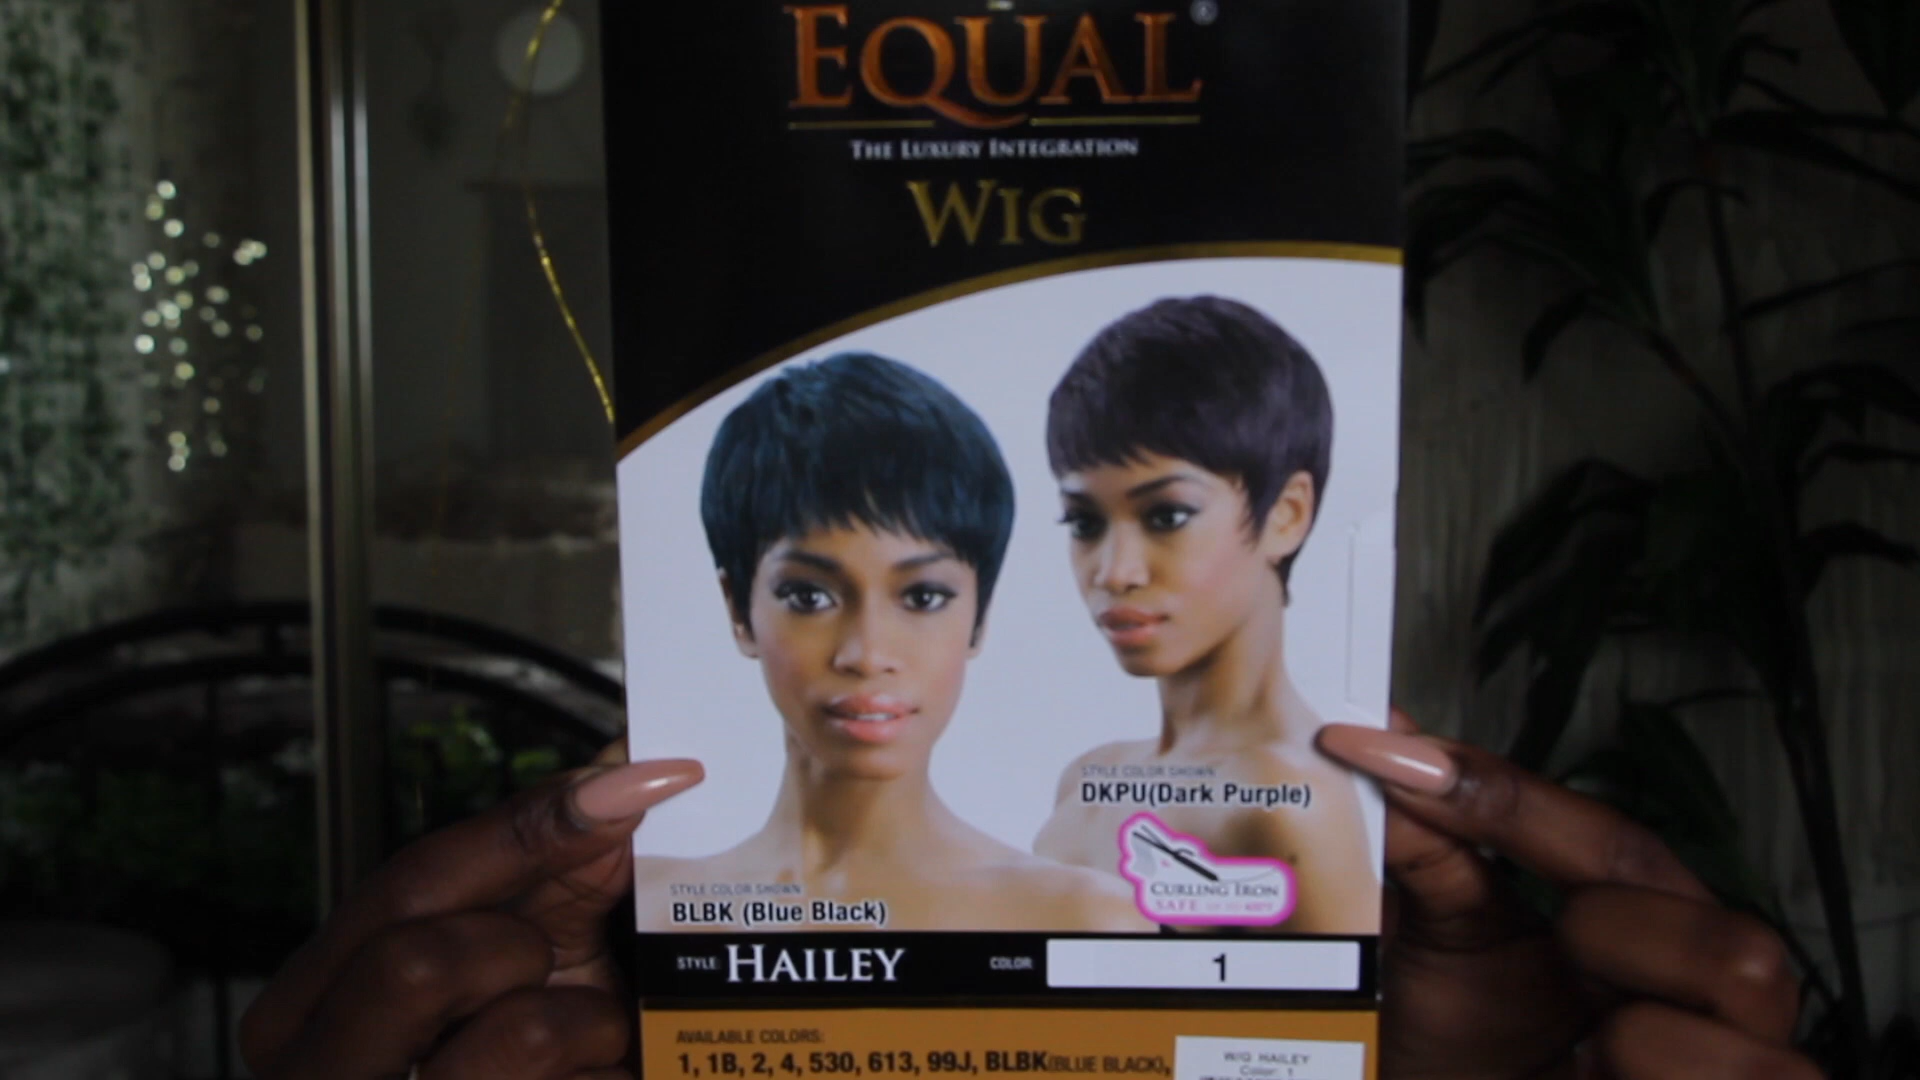 EQUAL®
THE LUXURY INTEGRATION
WIG
STYLE COLOR SHOWN
DKPU(Dark Purple)
CURLING IRON
SAFE
STYLE COLOR SHOWN
BLBK (Blue Black)
STYLE: HAILEY COLOR: 1
AVAILABLE COLORS:
1, 1B, 2, 4, 530, 613, 99J, BLBK(BLUE BLACK),
WIG HAILEY
Color: 1